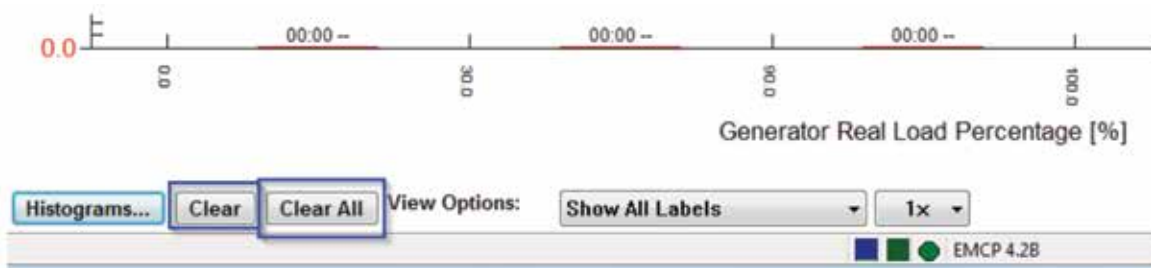 00:00 -- 00:00 -- 00:00 --
0.0
0.0 30.0 90.0 100.0
Generator Real Load Percentage [%]
Histograms... Clear Clear All View Options: Show All Labels 1x
EMCP 4.2B